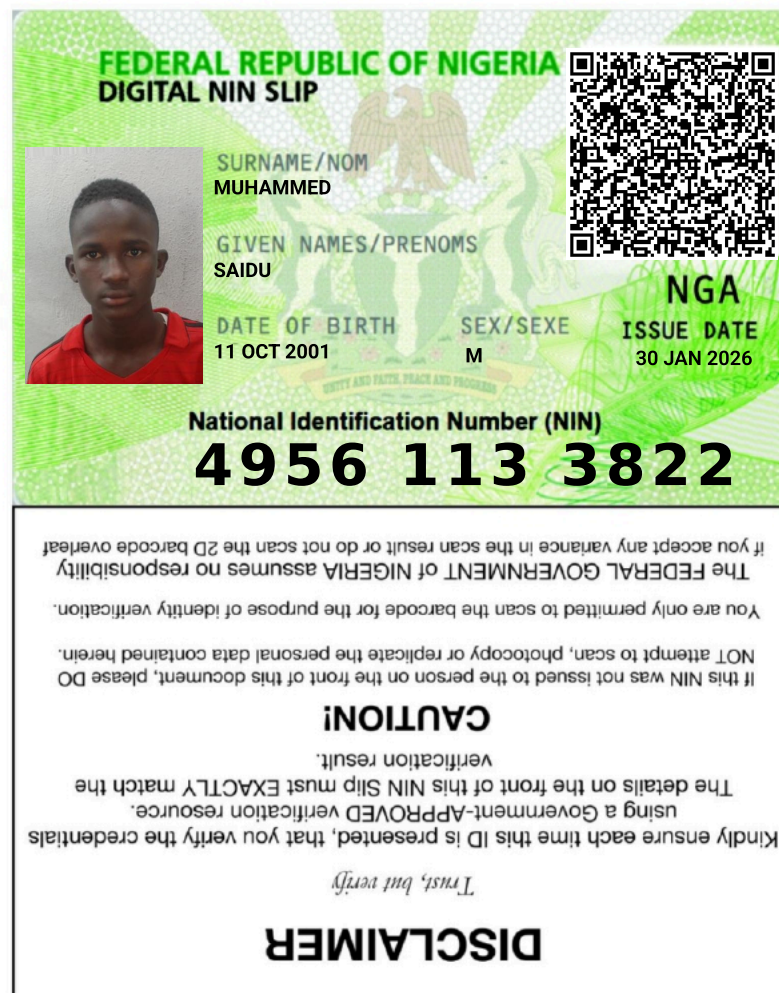 FEDERAL REPUBLIC OF NIGERIA
DIGITAL NIN SLIP
SURNAME/NOM
MUHAMMED
GIVEN NAMES/PRENOMS
SAIDU
DATE OF BIRTH
SEX/SEXE
11 OCT 2001
M
NGA
ISSUE DATE
30 JAN 2026
UNITY AND FAITH, PEACE AND PROGRESS
National Identification Number (NIN)
4956 113 3822
DISCLAIMER
Trust, but verify
Kindly ensure each time this ID is presented, that you verify the credentials
using a Government-APPROVED verification resource.
The details on the front of this NIN Slip must EXACTLY match the
verification result.
CAUTION!
If this NIN was not issued to the person on the front of this document, please DO
NOT attempt to scan, photocopy or replicate the personal data contained herein.
You are only permitted to scan the barcode for the purpose of identity verification.
The FEDERAL GOVERNMENT of NIGERIA assumes no responsibility
if you accept any variance in the scan result or do not scan the 2D barcode overleaf